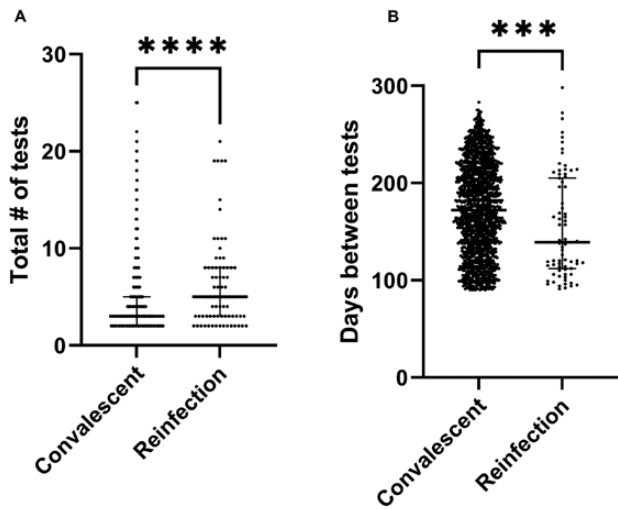 A
Total # of tests
30
20
10
0
****
Convalescent
Reinfection
B
Days between tests
300
200
100
0
***
Convalescent
Reinfection